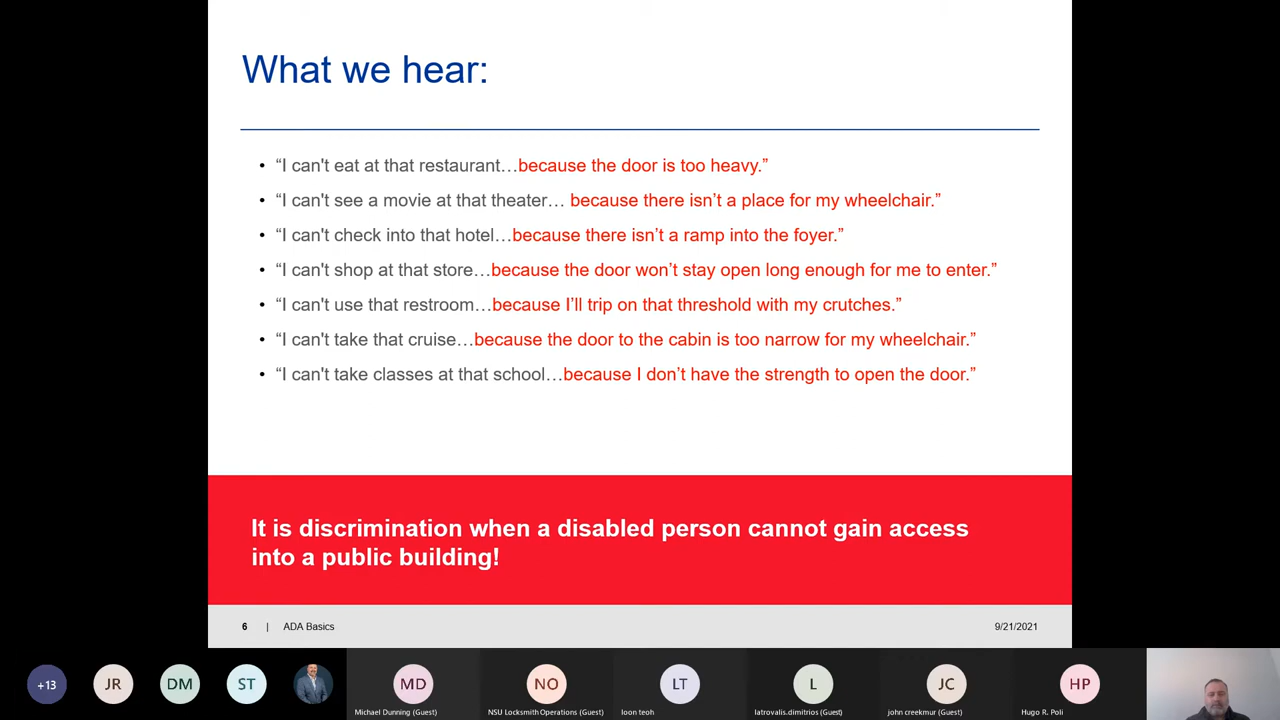 What we hear:
• “I can't eat at that restaurant…because the door is too heavy.”
• “I can't see a movie at that theater… because there isn’t a place for my wheelchair.”
• “I can't check into that hotel…because there isn’t a ramp into the foyer.”
• “I can't shop at that store…because the door won’t stay open long enough for me to enter.”
• “I can't use that restroom…because I’ll trip on that threshold with my crutches.”
• “I can't take that cruise…because the door to the cabin is too narrow for my wheelchair.”
• “I can't take classes at that school…because I don’t have the strength to open the door.”
It is discrimination when a disabled person cannot gain access
into a public building!
6 | ADA Basics 9/21/2021
+13 JR DM ST MD NO LT L JC HP
Michael Dunning (Guest) NSU Locksmith Operations (Guest) loon teoh Iatrovalis.dimitrios (Guest) john creekmur (Guest) Hugo R. Poli